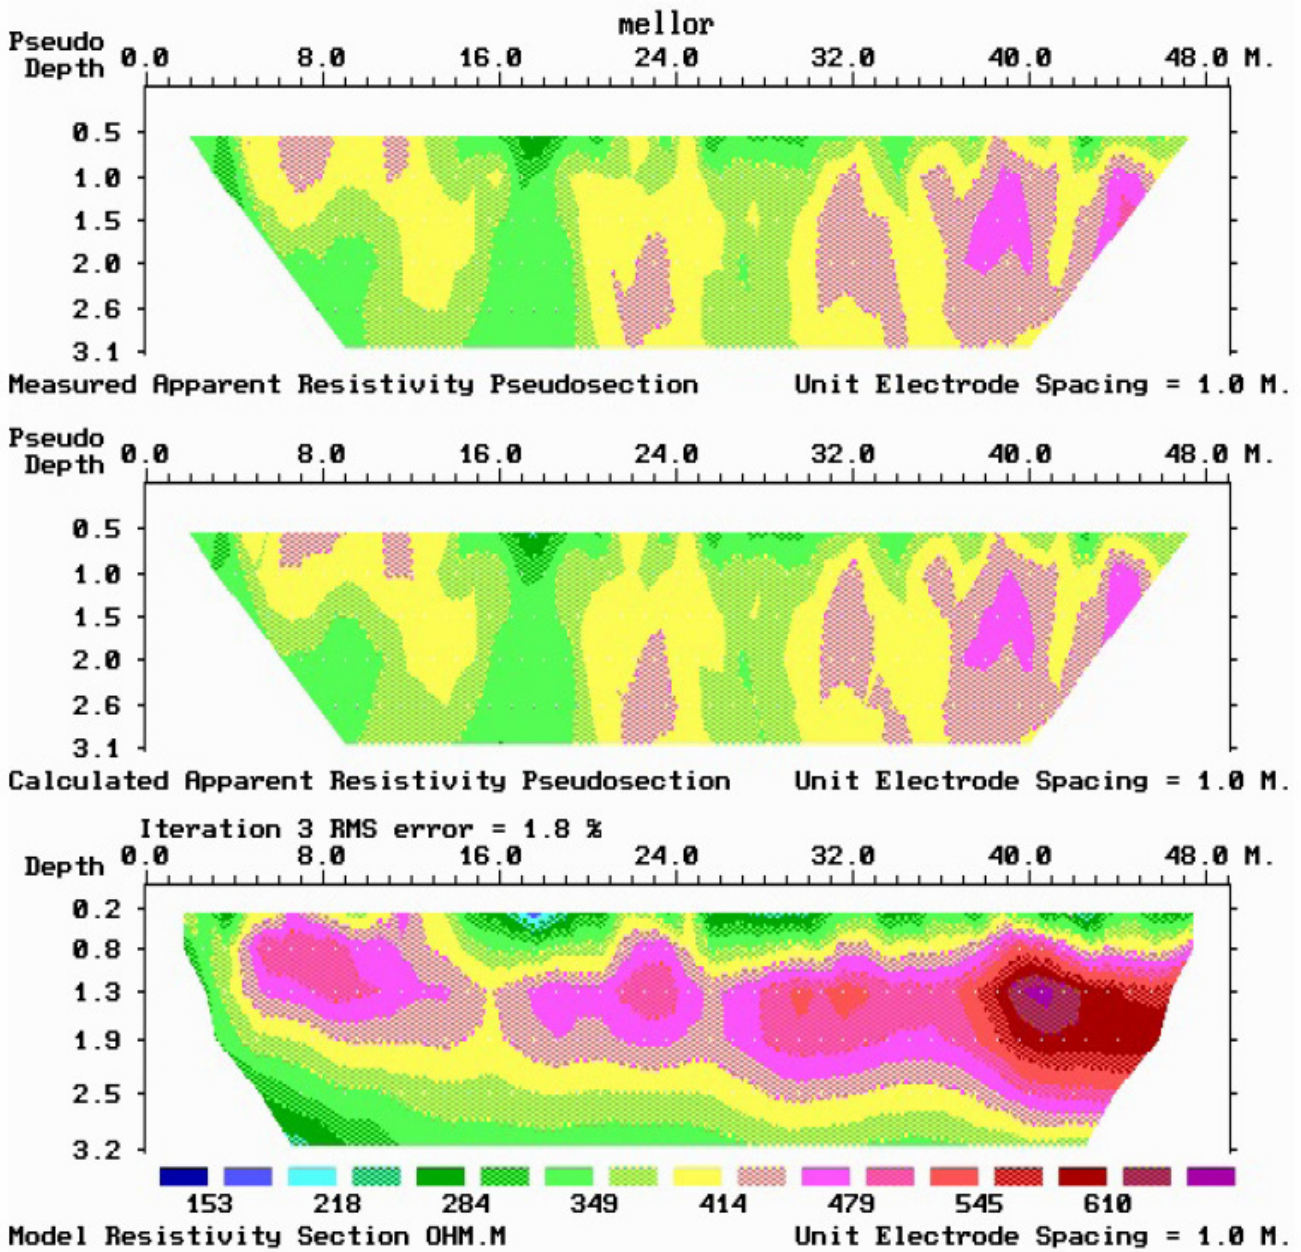 mellor
Pseudo Depth 0.0 8.0 16.0 24.0 32.0 40.0 48.0 M.
0.5
1.0
1.5
2.0
2.6
3.1
Measured Apparent Resistivity Pseudosection Unit Electrode Spacing = 1.0 M.
Pseudo Depth 0.0 8.0 16.0 24.0 32.0 40.0 48.0 M.
0.5
1.0
1.5
2.0
2.6
3.1
Calculated Apparent Resistivity Pseudosection Unit Electrode Spacing = 1.0 M.
Iteration 3 RMS error = 1.8 %
Depth 0.0 8.0 16.0 24.0 32.0 40.0 48.0 M.
0.2
0.8
1.3
1.9
2.5
3.2
153 218 284 349 414 479 545 610
Model Resistivity Section OHM.M Unit Electrode Spacing = 1.0 M.